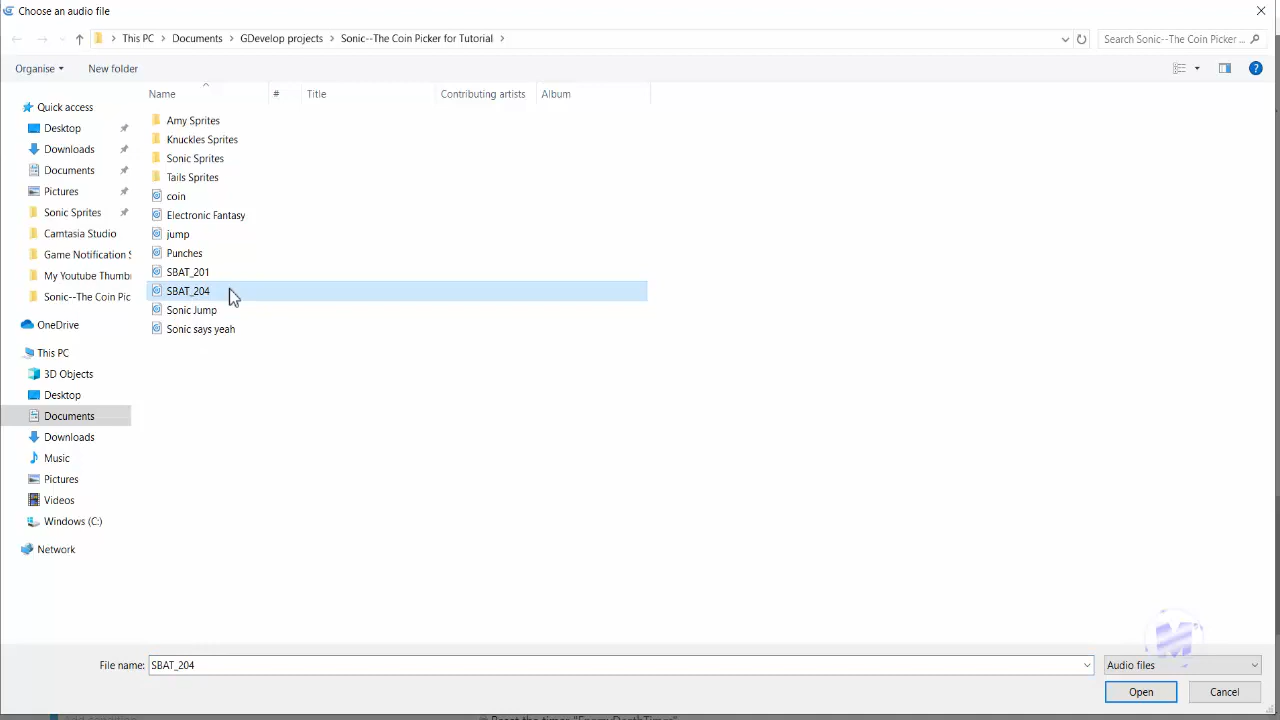 Choose an audio file
This PC > Documents > GDevelop projects > Sonic--The Coin Picker for Tutorial >
Search Sonic--The Coin Picker ...
Organise
New folder
Name
#
Title
Contributing artists
Album
Quick access
Desktop
Downloads
Documents
Pictures
Sonic Sprites
Camtasia Studio
Game Notification S
My Youtube Thumb
Sonic--The Coin Pic
OneDrive
This PC
3D Objects
Desktop
Documents
Downloads
Music
Pictures
Videos
Windows (C:)
Network
Amy Sprites
Knuckles Sprites
Sonic Sprites
Tails Sprites
coin
Electronic Fantasy
jump
Punches
SBAT_201
SBAT_204
Sonic Jump
Sonic says yeah
File name: SBAT_204
Audio files
Open
Cancel
Reset the timer "EnemyDeathTimer"